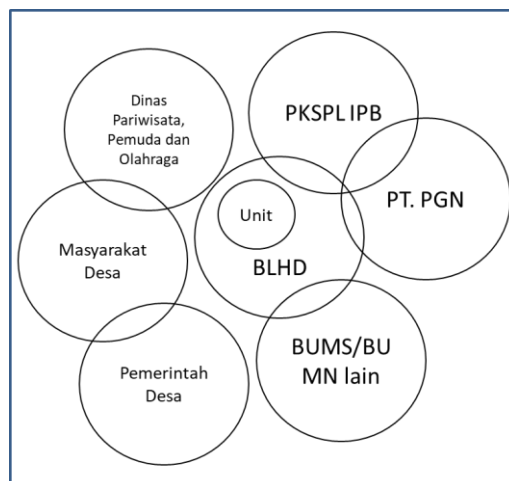 Dinas
Pariwisata,
Pemuda dan
Olahraga
PKSPL IPB
PT. PGN
Unit
BLHD
Masyarakat
Desa
BUMS/BU
MN lain
Pemerintah
Desa